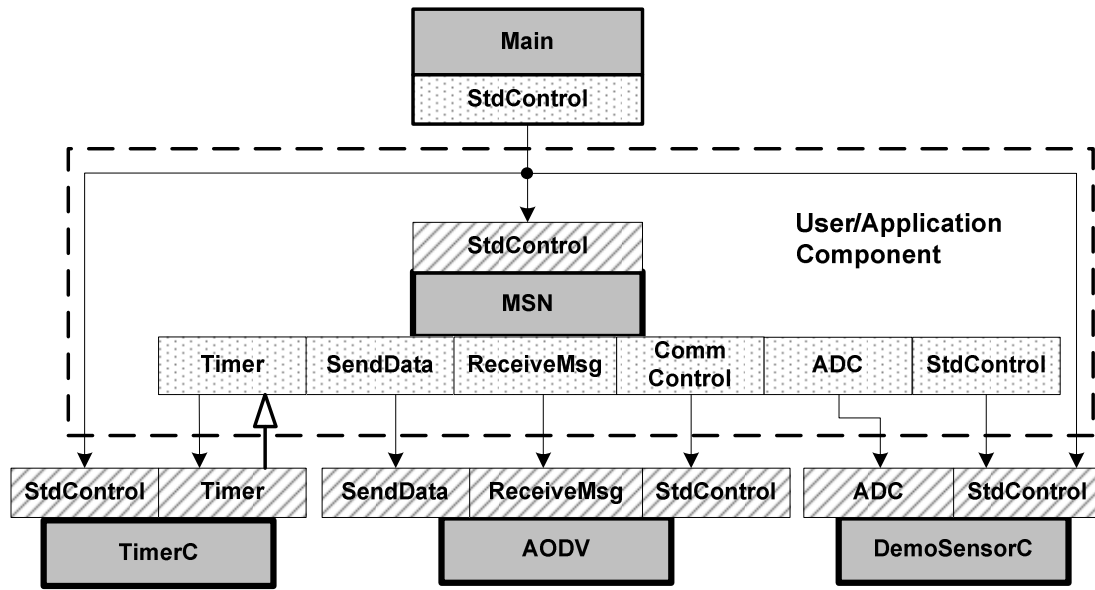 Main
StdControl
User/Application
Component
StdControl
MSN
Timer
SendData
ReceiveMsg
Comm
Control
ADC
StdControl
StdControl
Timer
SendData
ReceiveMsg
StdControl
ADC
StdControl
TimerC
AODV
DemoSensorC